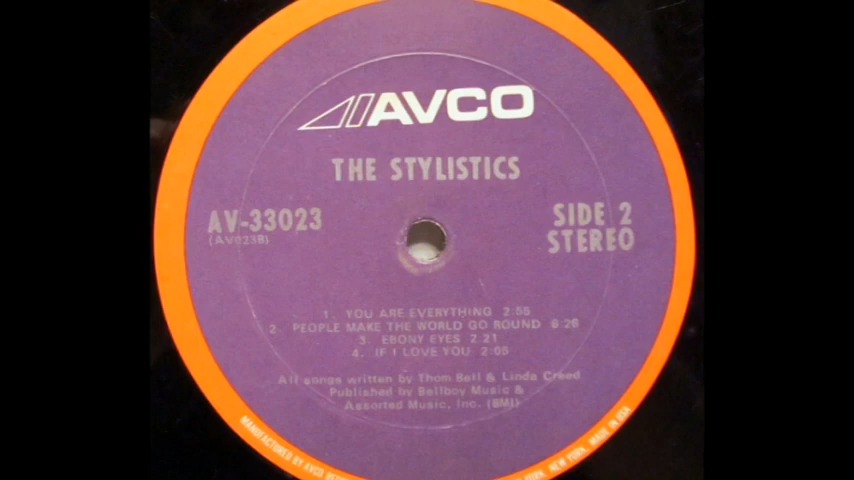 AVCO
THE STYLISTICS
AV-33023
(AV023B)
SIDE 2
STEREO
1. YOU ARE EVERYTHING 2:55
2. PEOPLE MAKE THE WORLD GO ROUND 6:26
3. EBONY EYES 2:21
4. IF I LOVE YOU 2:05
All songs written by Thom Bell & Linda Creed
Published by Bellboy Music &
Assorted Music, Inc. (BMI)
MANUFACTURED BY AVCO YORK, NEW YORK. MADE IN USA